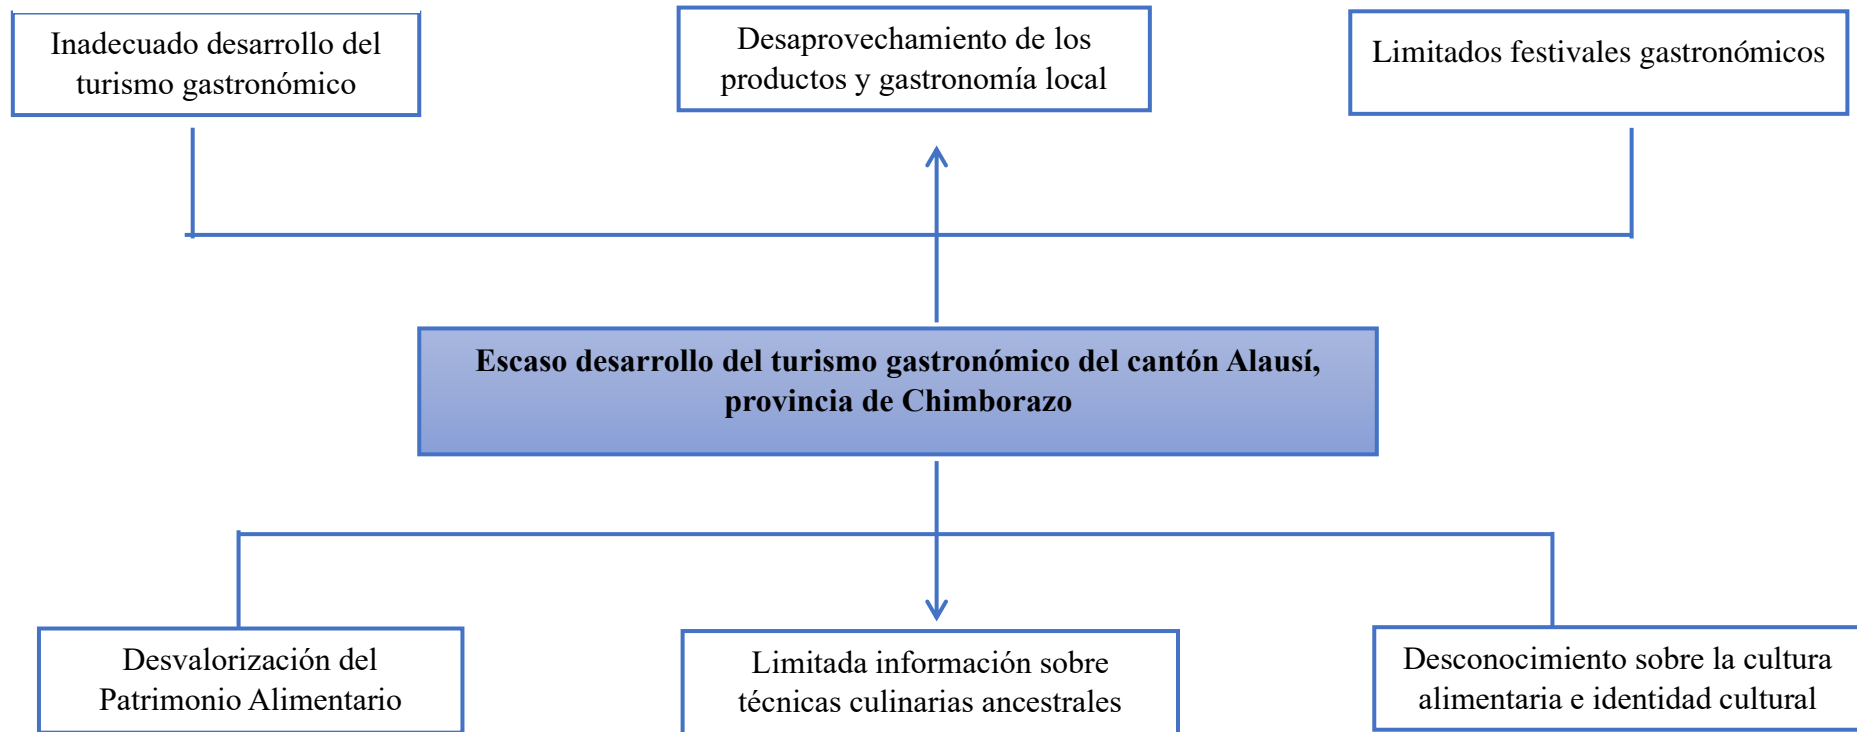 Inadecuado desarrollo del
turismo gastronómico
Desaprovechamiento de los
productos y gastronomía local
Limitados festivales gastronómicos
Escaso desarrollo del turismo gastronómico del cantón Alausí,
provincia de Chimborazo
Desvalorización del
Patrimonio Alimentario
Limitada información sobre
técnicas culinarias ancestrales
Desconocimiento sobre la cultura
alimentaria e identidad cultural